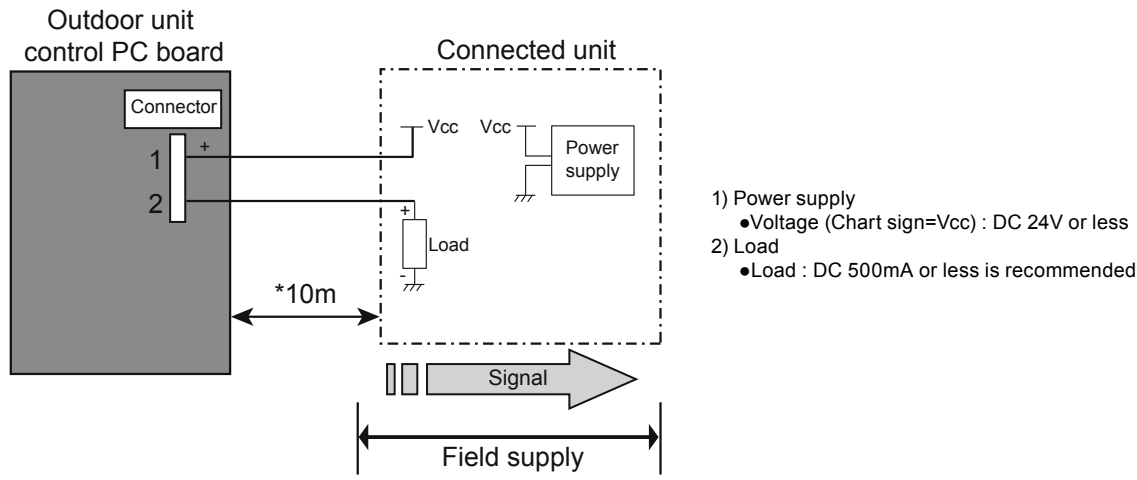 Outdoor unit
control PC board
Connected unit
Connector
1
+
2
Vcc
Vcc
Power
supply
+
Load
-
*10m
Signal
Field supply
1) Power supply
●Voltage (Chart sign=Vcc) : DC 24V or less
2) Load
●Load : DC 500mA or less is recommended